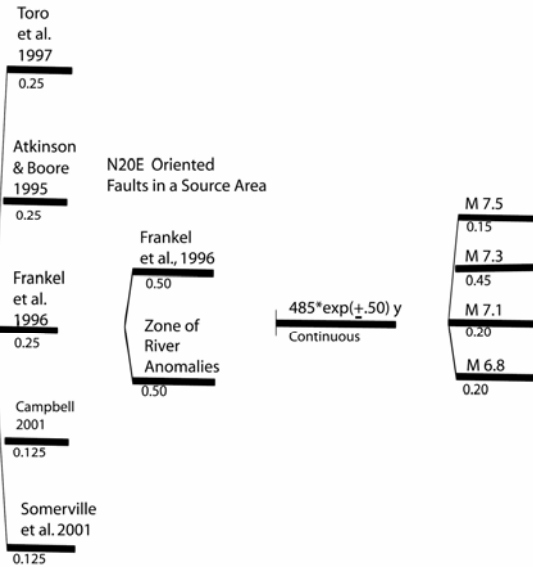 Toro
et al.
1997
0.25
Atkinson
& Boore
1995
0.25
Frankel
et al.
1996
0.25
Campbell
2001
0.125
Somerville
et al. 2001
0.125
N20E Oriented
Faults in a Source Area
Frankel
et al., 1996
0.50
Zone of
River
Anomalies
0.50
485*exp(±.50) y
Continuous
M 7.5
0.15
M 7.3
0.45
M 7.1
0.20
M 6.8
0.20